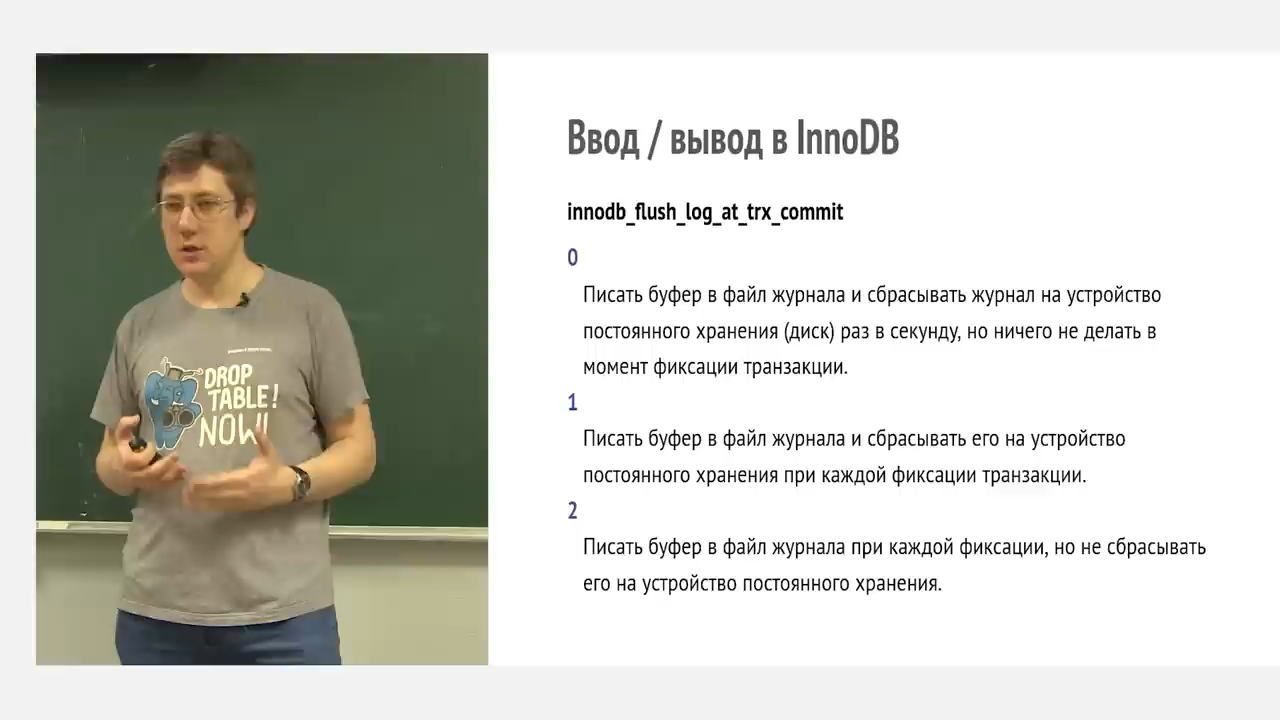 DROP
TABLE!
NOW!
Ввод / вывод в InnoDB
innodb_flush_log_at_trx_commit
0
Писать буфер в файл журнала и сбрасывать журнал на устройство
постоянного хранения (диск) раз в секунду, но ничего не делать в
момент фиксации транзакции.
1
Писать буфер в файл журнала и сбрасывать его на устройство
постоянного хранения при каждой фиксации транзакции.
2
Писать буфер в файл журнала при каждой фиксации, но не сбрасывать
его на устройство постоянного хранения.